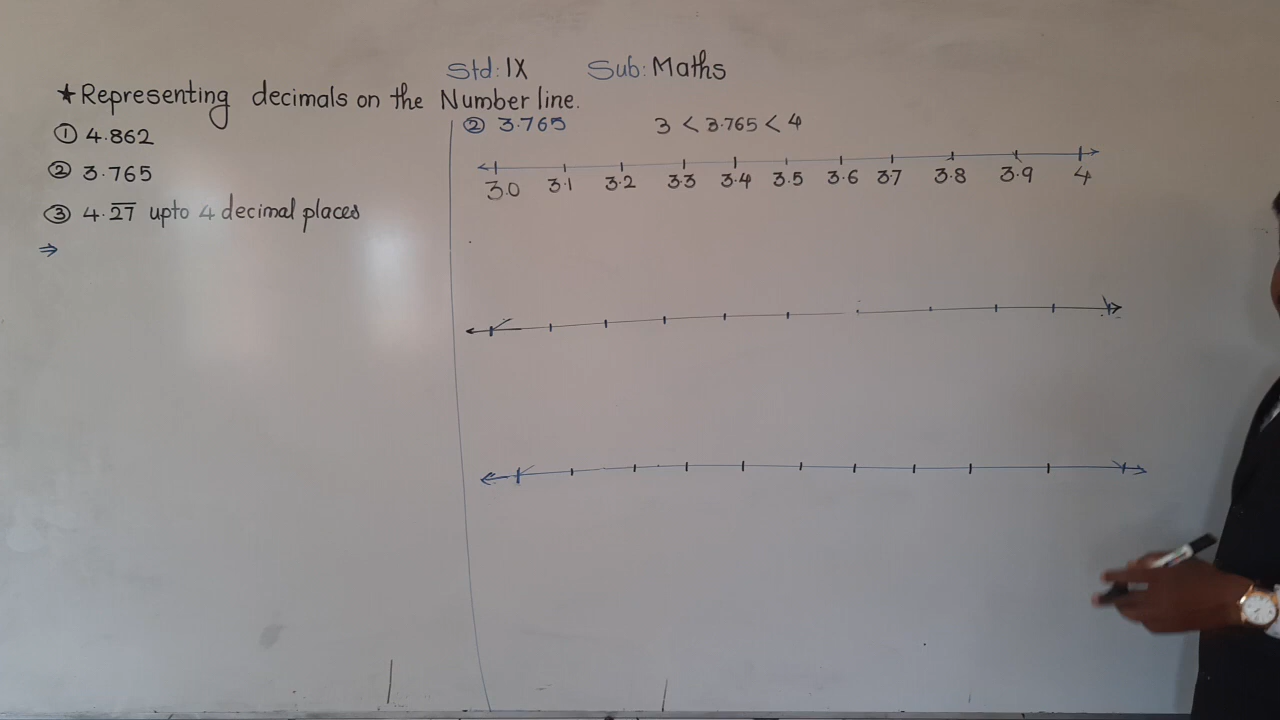 Std: IX Sub: Maths
★Representing decimals on the Number line.
① 4.862
② 3.765
③ 4.2̅7̅ upto 4 decimal places
⇒
② 3.765 3 < 3.765 < 4
3.0 3.1 3.2 3.3 3.4 3.5 3.6 3.7 3.8 3.9 4